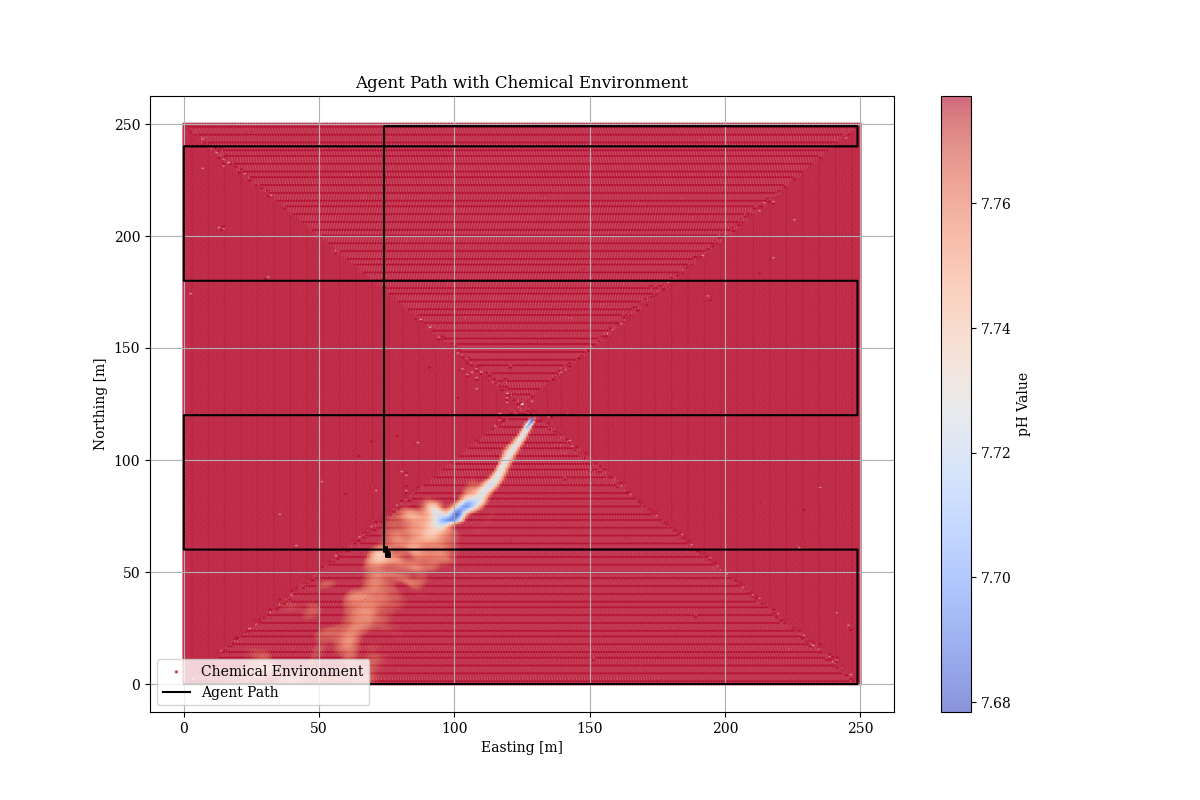 Agent Path with Chemical Environment
250
200
150
100
50
0
Northing [m]
0
50
100
150
200
250
Easting [m]
Chemical Environment
Agent Path
7.76
7.74
7.72
7.70
7.68
pH Value